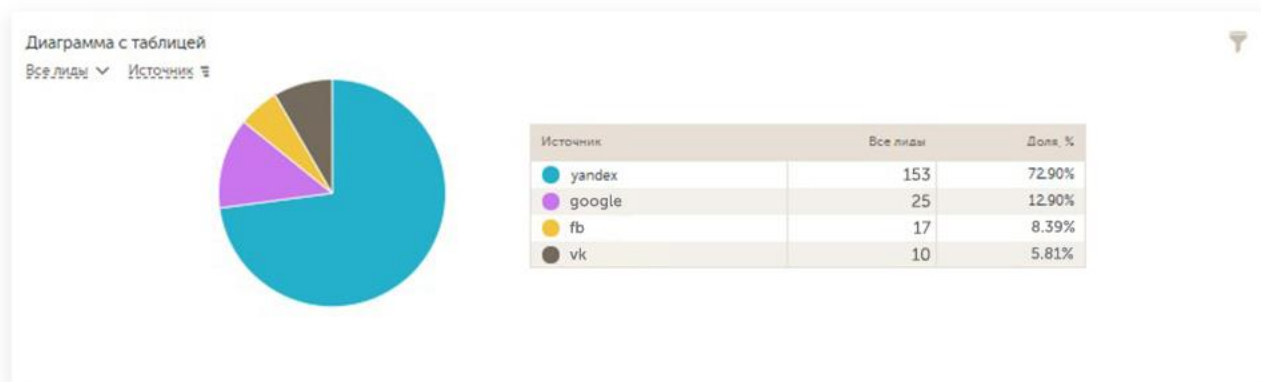 Диаграмма с таблицей
Все лиды Источник
Источник Все лиды Доля, %
yandex 153 72.90%
google 25 12.90%
fb 17 8.39%
vk 10 5.81%